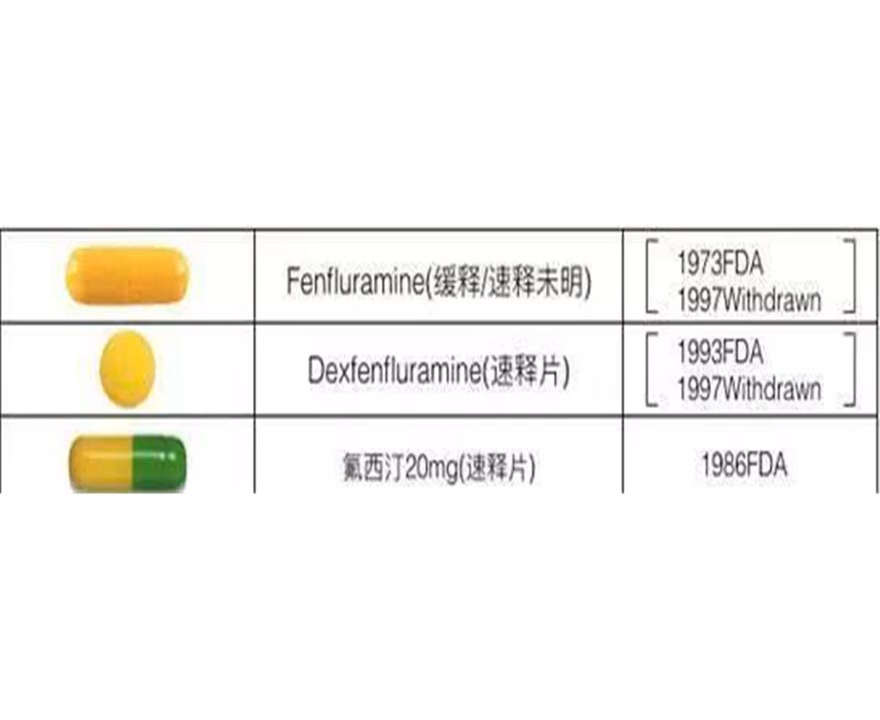 Fenfluramine(缓释/速释未明)
1973FDA
1997Withdrawn
Dexfenfluramine(速释片)
1993FDA
1997Withdrawn
氟西汀20mg(速释片)
1986FDA